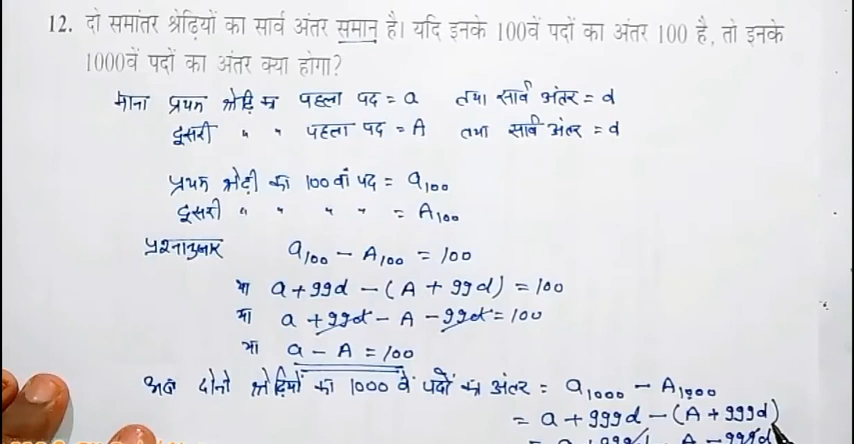 12. दो समांतर श्रेढ़ियों का सार्व अंतर समान है। यदि इनके 100वें पदों का अंतर 100 है, तो इनके
1000वें पदों का अंतर क्या होगा?
माना प्रथम श्रेढ़ि का पहला पद = a तथा सार्व अंतर = d
दूसरी " " पहला पद = A तथा सार्व अंतर = d
प्रथम श्रेढ़ी का 100 वां पद = a₁₀₀
दूसरी " " " " = A₁₀₀
प्रश्नानुसार a₁₀₀ − A₁₀₀ = 100
या a + 99d − (A + 99d) = 100
या a + 99d − A − 99d = 100
या a − A = 100
अब दोनो श्रेढ़ियों का 1000 वें पदों का अंतर = a₁₀₀₀ − A₁₀₀₀
= a + 999d − (A + 999d)